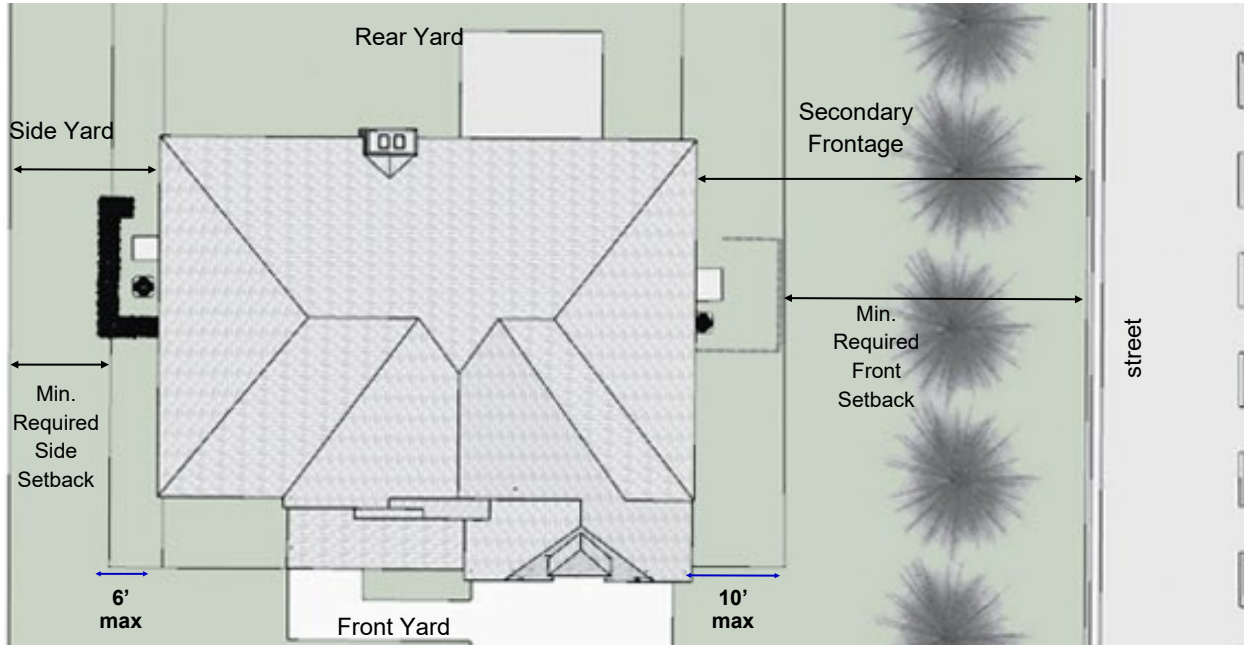 Rear Yard
Side Yard
Secondary
Frontage
Min.
Required
Front
Setback
street
Min.
Required
Side
Setback
6’
max
10’
max
Front Yard